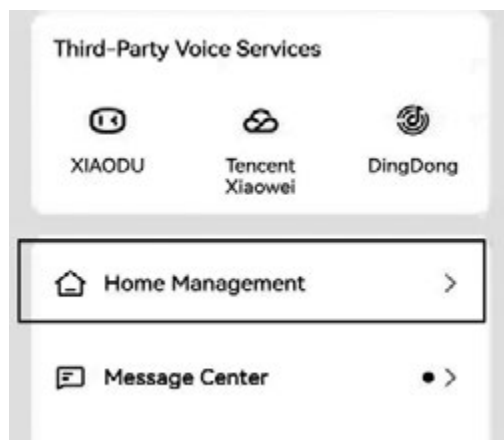 Third-Party Voice Services
XIAODU
Tencent
Xiaowei
DingDong
Home Management
Message Center